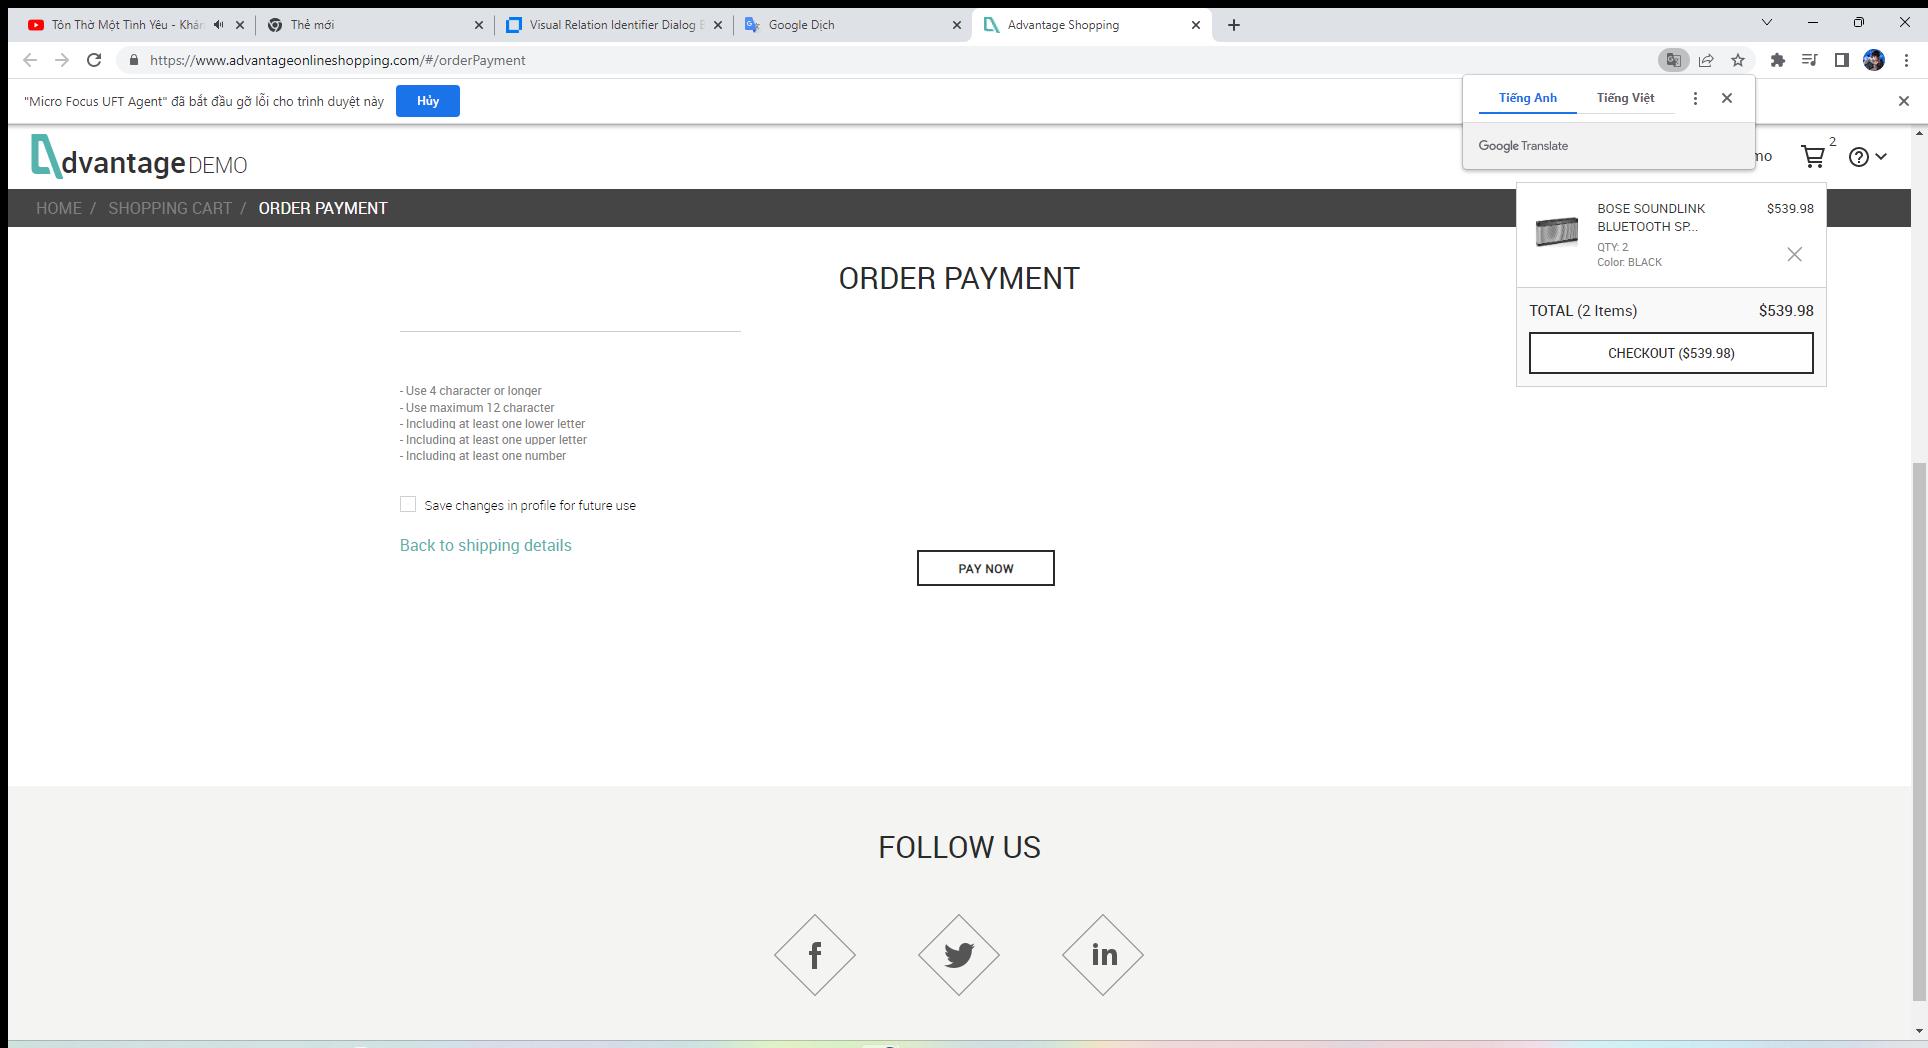 Tôn Thờ Một Tình Yêu - Khán
Thẻ mới
Visual Relation Identifier Dialog B
Google Dịch
Advantage Shopping
https://www.advantageonlineshopping.com/#/orderPayment
"Micro Focus UFT Agent" đã bắt đầu gỡ lỗi cho trình duyệt này
Hủy
Tiếng Anh
Tiếng Việt
Google Translate
dvantage DEMO
mo
2
HOME / SHOPPING CART / ORDER PAYMENT
BOSE SOUNDLINK
BLUETOOTH SP...
$539.98
QTY: 2
Color: BLACK
TOTAL (2 Items)
$539.98
CHECKOUT ($539.98)
ORDER PAYMENT
- Use 4 character or longer
- Use maximum 12 character
- Including at least one lower letter
- Including at least one upper letter
- Including at least one number
Save changes in profile for future use
Back to shipping details
PAY NOW
FOLLOW US
f
in